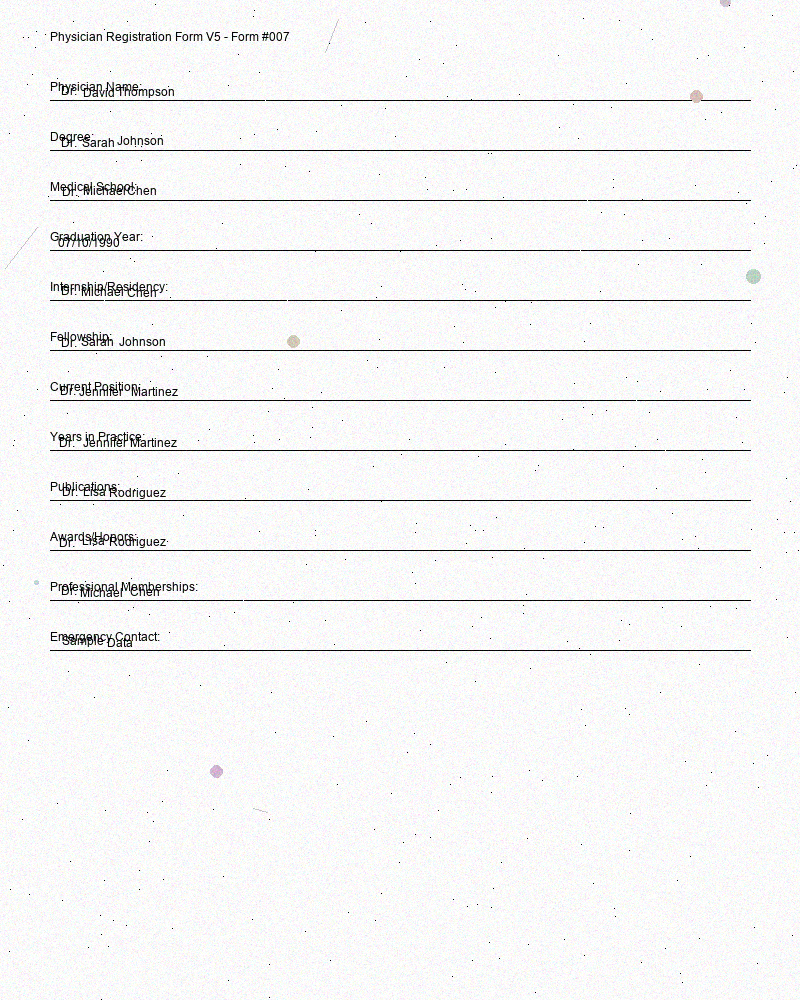 Physician Registration Form V5 - Form #007
Physician Name:
Dr. David Thompson
Degree:
Dr. Sarah Johnson
Medical School:
Dr. Michael Chen
Graduation Year:
07/10/1990
Internship/Residency:
Dr. Michael Chen
Fellowship:
Dr. Sarah Johnson
Current Position:
Dr. Jennifer Martinez
Years in Practice:
Dr. Jennifer Martinez
Publications:
Dr. Lisa Rodriguez
Awards/Honors:
Dr. Lisa Rodriguez
Professional Memberships:
Dr. Michael Chen
Emergency Contact:
Sample Data